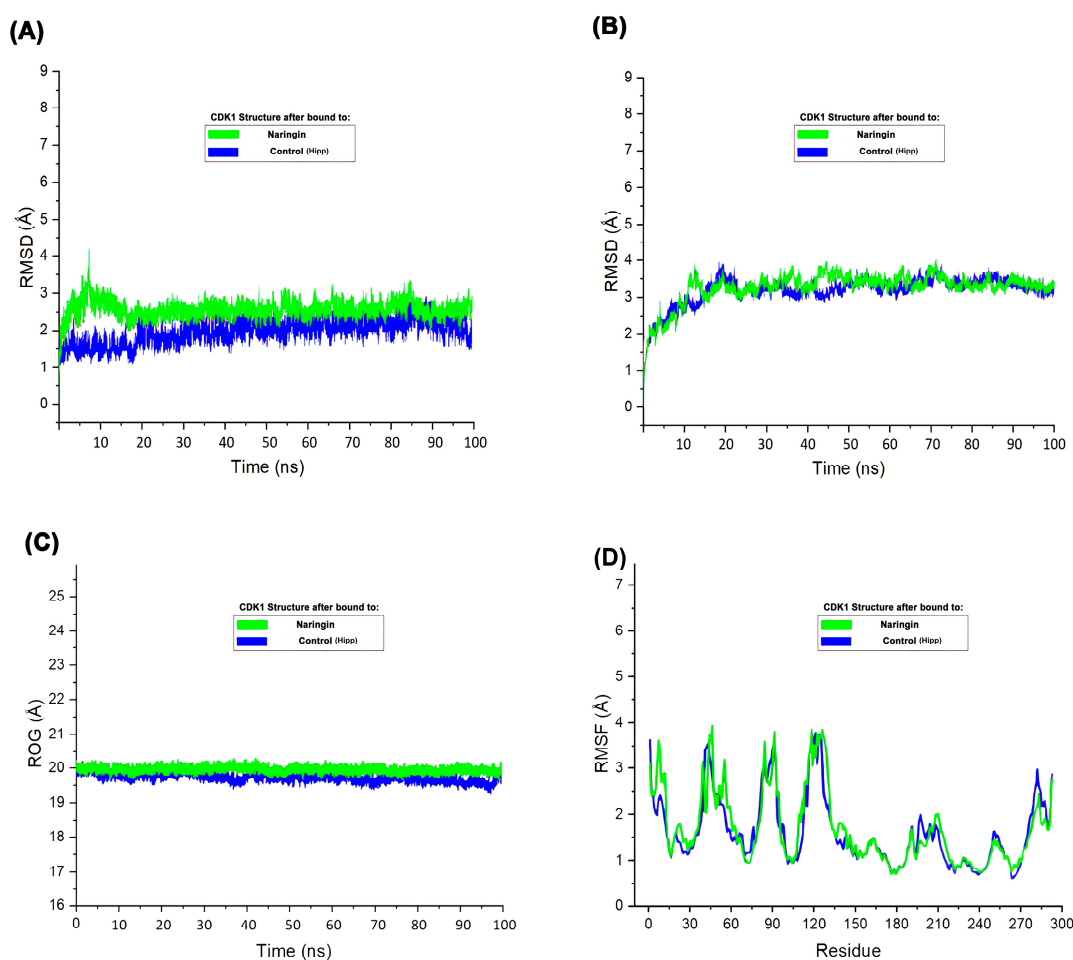 (A)
9
8
7
6
5
4
3
2
1
0
RMSD (Å)
CDK1 Structure after bound to:
Naringin
Control (Hipp)
10 20 30 40 50 60 70 80 90 100
Time (ns)
(B)
9
8
7
6
5
4
3
2
1
0
RMSD (Å)
CDK1 Structure after bound to:
Naringin
Control (Hipp)
10 20 30 40 50 60 70 80 90 100
Time (ns)
(C)
25
24
23
22
21
20
19
18
17
16
ROG (Å)
CDK1 Structure after bound to:
Naringin
Control (Hipp)
0 10 20 30 40 50 60 70 80 90 100
Time (ns)
(D)
7
6
5
4
3
2
1
0
RMSF (Å)
CDK1 Structure after bound to:
Naringin
Control (Hipp)
0 30 60 90 120 150 180 210 240 270 300
Residue